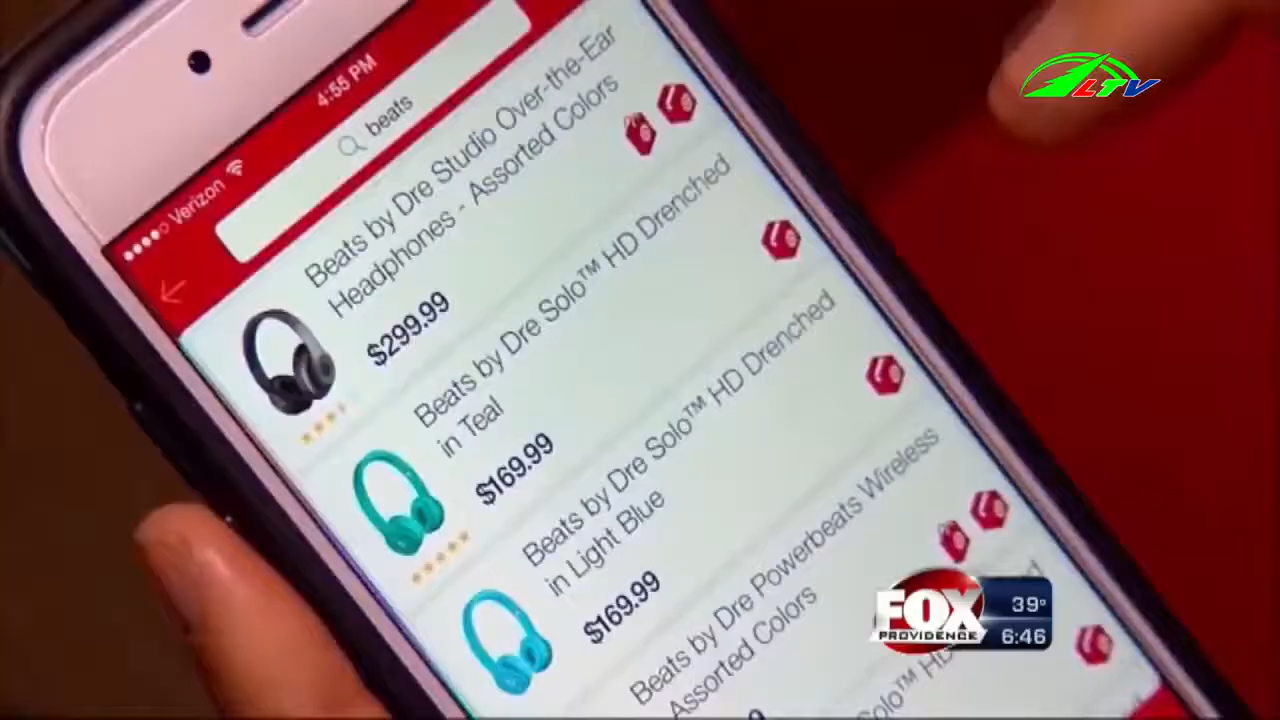 LTV
4:55 PM
Verizon
beats
Beats by Dre Studio Over-the-Ear
Headphones - Assorted Colors
$299.99
Beats by Dre Solo™ HD Drenched
in Teal
$169.99
Beats by Dre Solo™ HD Drenched
in Light Blue
$169.99
Beats by Dre Powerbeats Wireless
Assorted Colors
Solo™ HD
FOX
PROVIDENCE
39°
6:46